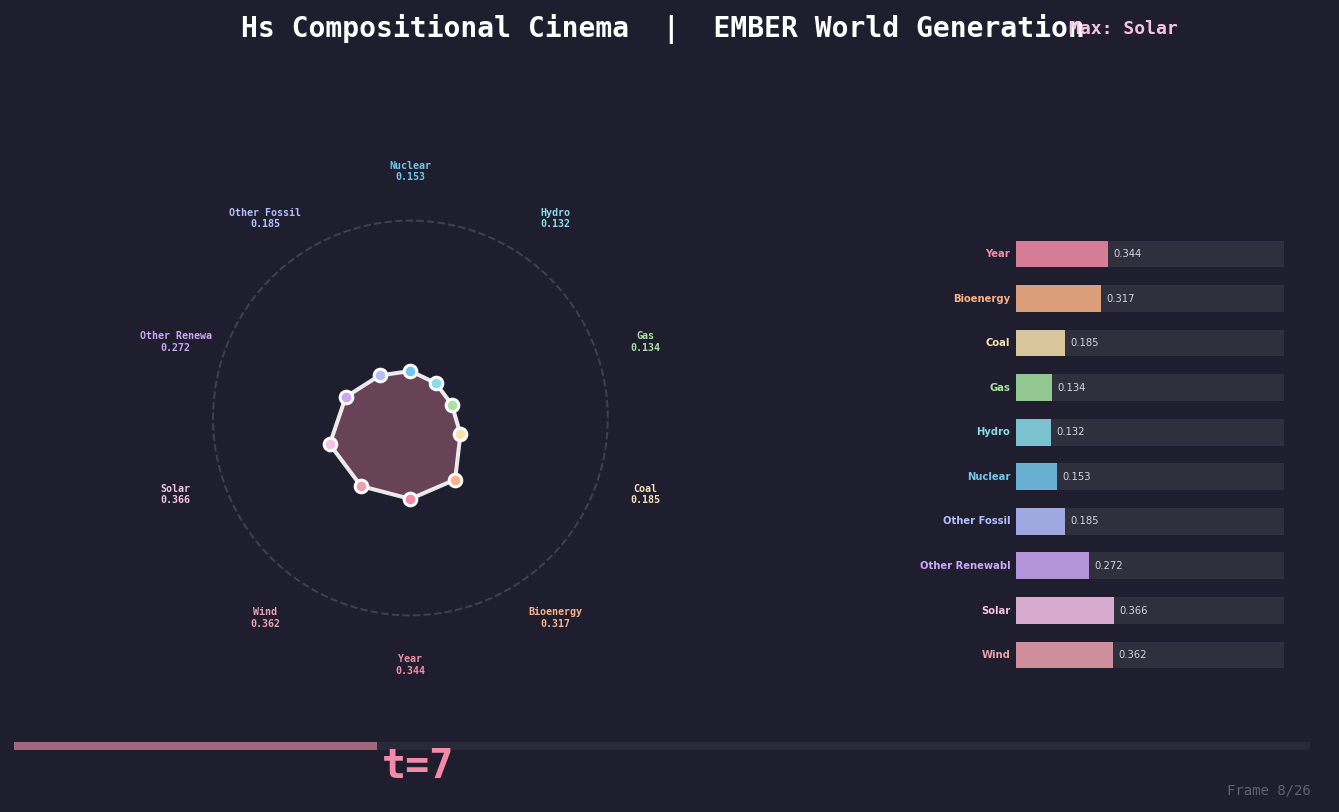 Hs Compositional Cinema | EMBER World Generation
Max: Solar
Nuclear
0.153
Other Fossil
0.185
Hydro
0.132
Other Renewa
0.272
Gas
0.134
Solar
0.366
Coal
0.185
Wind
0.362
Bioenergy
0.317
Year
0.344
Year 0.344
Bioenergy 0.317
Coal 0.185
Gas 0.134
Hydro 0.132
Nuclear 0.153
Other Fossil 0.185
Other Renewabl 0.272
Solar 0.366
Wind 0.362
t=7
Frame 8/26